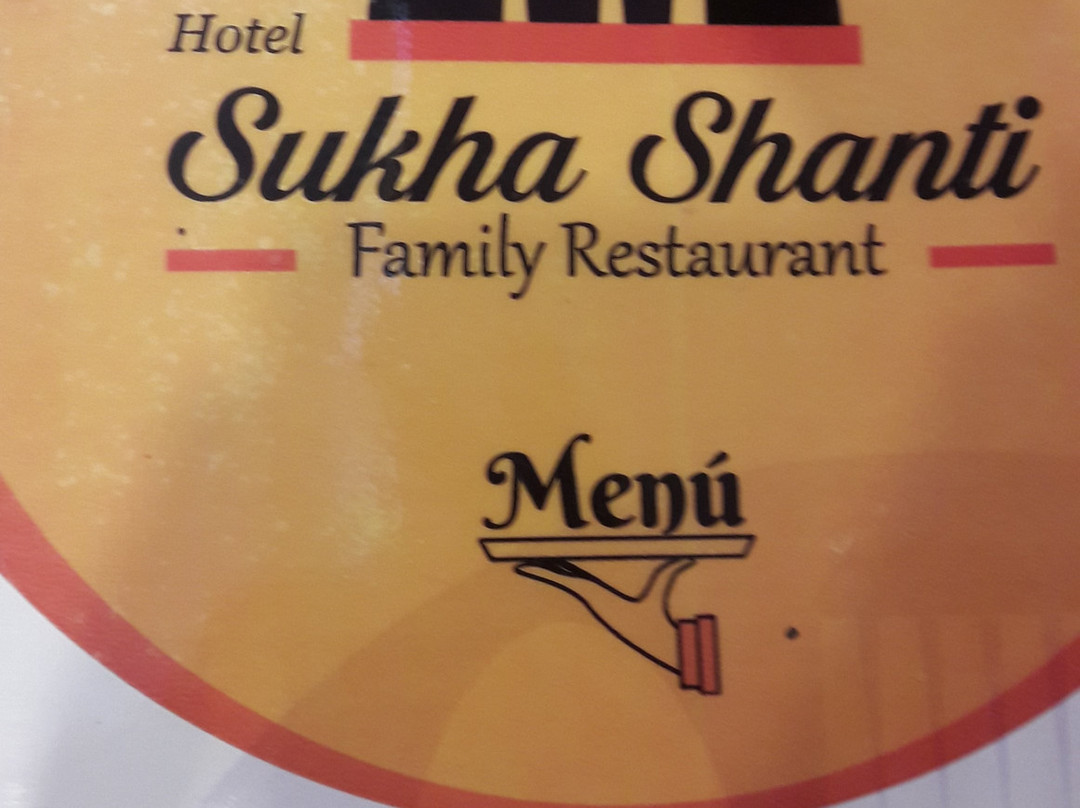 Hotel
Sukha Shanti
Family Restaurant
Menú